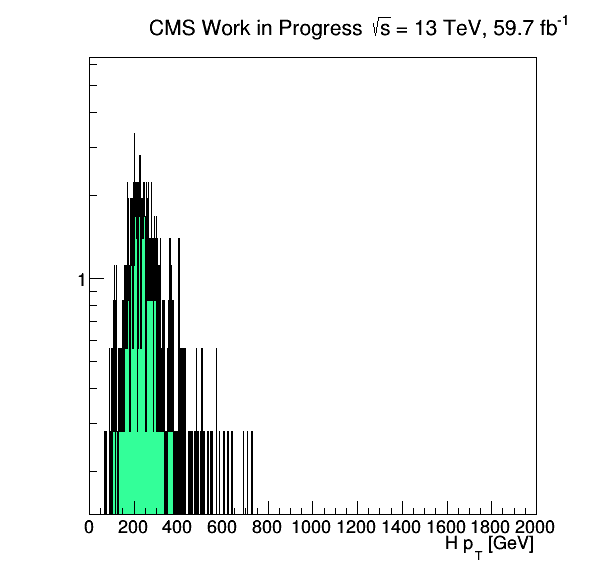 CMS Work in Progress √s = 13 TeV, 59.7 fb⁻¹
1
0 200 400 600 800 1000 1200 1400 1600 1800 2000
H p_T [GeV]